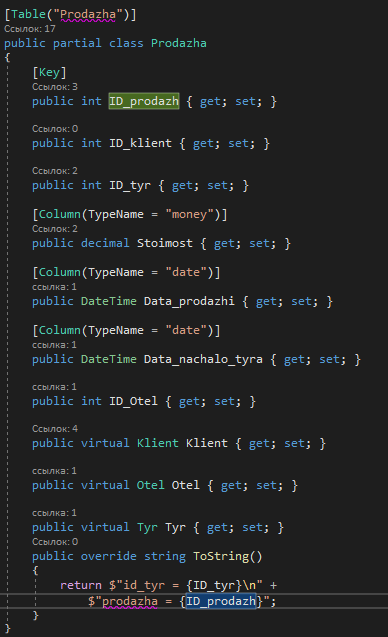 [Table("Prodazha")]
Ссылок: 17
public partial class Prodazha
{
[Key]
Ссылок: 3
public int ID_prodazh { get; set; }
Ссылок: 0
public int ID_klient { get; set; }
Ссылок: 2
public int ID_tyr { get; set; }
[Column(TypeName = "money")]
Ссылок: 2
public decimal Stoimost { get; set; }
[Column(TypeName = "date")]
ссылка: 1
public DateTime Data_prodazhi { get; set; }
[Column(TypeName = "date")]
ссылка: 1
public DateTime Data_nachalo_tyra { get; set; }
ссылка: 1
public int ID_Otel { get; set; }
Ссылок: 4
public virtual Klient Klient { get; set; }
ссылка: 1
public virtual Otel Otel { get; set; }
ссылка: 1
public virtual Tyr Tyr { get; set; }
Ссылок: 0
public override string ToString()
{
return $"id_tyr = {ID_tyr}\n" +
$"prodazha = {ID_prodazh}";
}
}